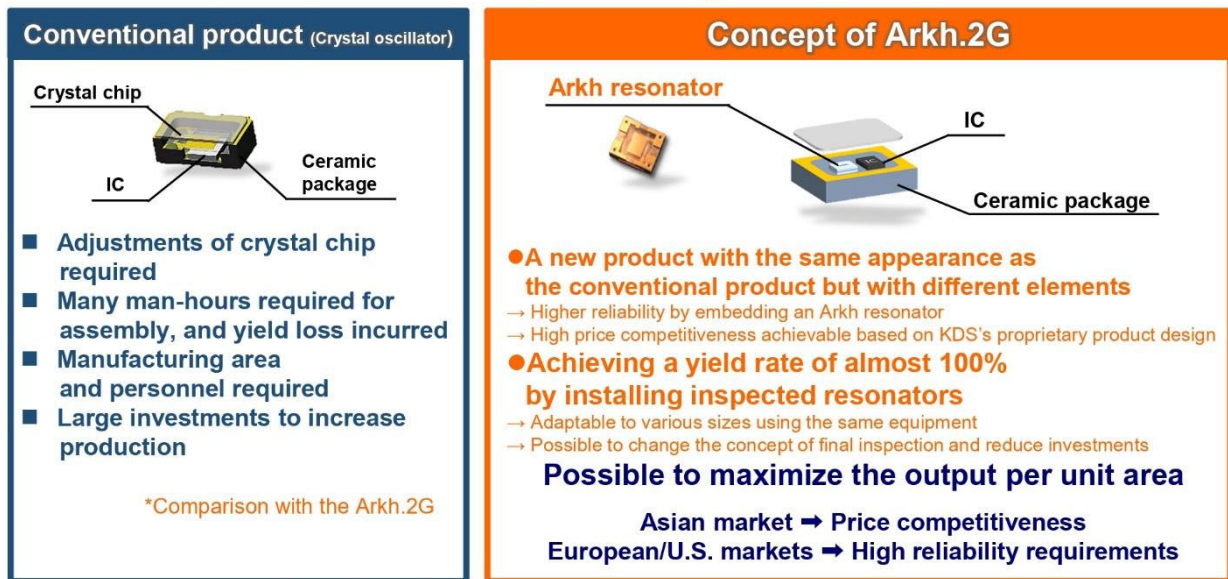 Conventional product (Crystal oscillator)
Crystal chip
IC
Ceramic
package
■ Adjustments of crystal chip
required
■ Many man-hours required for
assembly, and yield loss incurred
■ Manufacturing area
and personnel required
■ Large investments to increase
production
*Comparison with the Arkh.2G
Concept of Arkh.2G
Arkh resonator
IC
IC
Ceramic package
●A new product with the same appearance as
the conventional product but with different elements
→ Higher reliability by embedding an Arkh resonator
→ High price competitiveness achievable based on KDS's proprietary product design
●Achieving a yield rate of almost 100%
by installing inspected resonators
→ Adaptable to various sizes using the same equipment
→ Possible to change the concept of final inspection and reduce investments
Possible to maximize the output per unit area
Asian market ➡ Price competitiveness
European/U.S. markets ➡ High reliability requirements